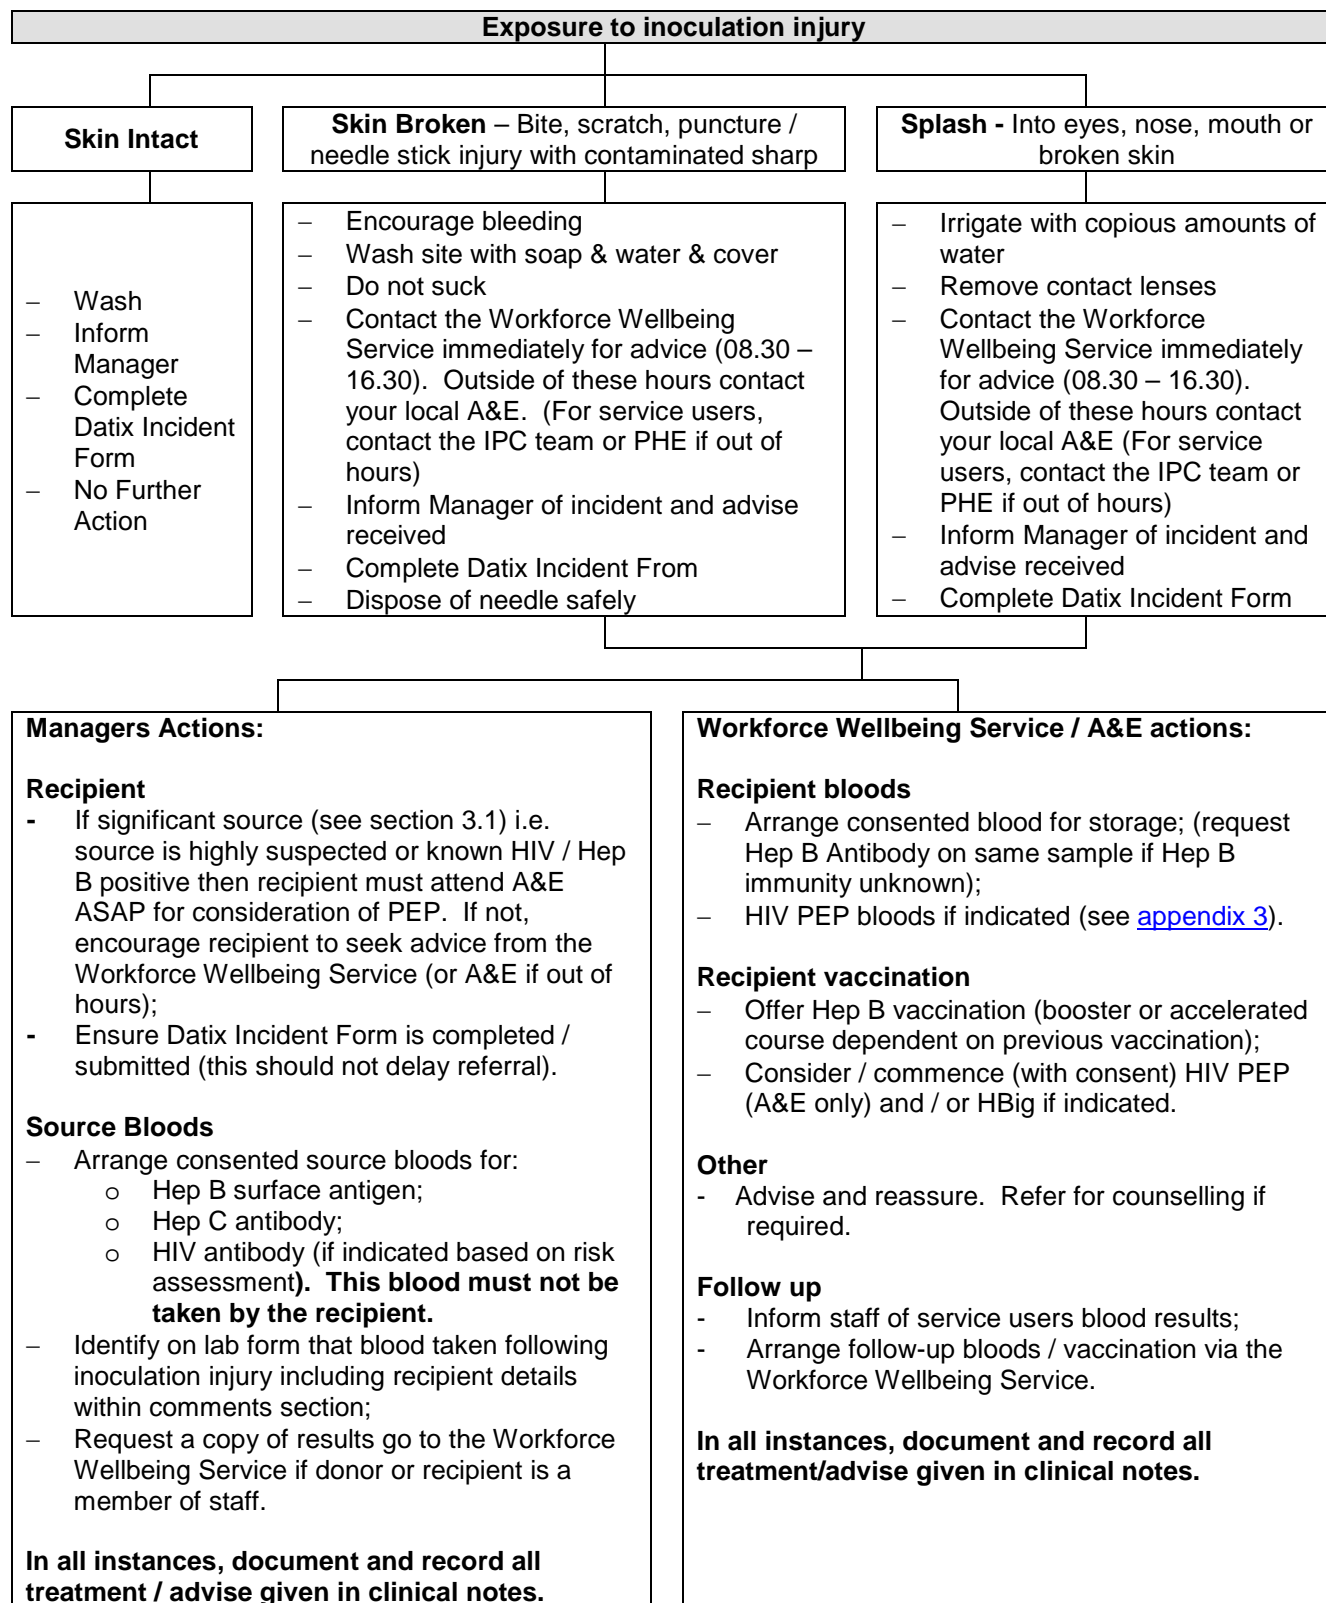 Exposure to inoculation injury
Skin Intact
Skin Broken – Bite, scratch, puncture /
needle stick injury with contaminated sharp
Splash - Into eyes, nose, mouth or
broken skin
– Wash
– Inform
Manager
– Complete
Datix Incident
Form
– No Further
Action
– Encourage bleeding
– Wash site with soap & water & cover
– Do not suck
– Contact the Workforce Wellbeing
Service immediately for advice (08.30 –
16.30). Outside of these hours contact
your local A&E. (For service users,
contact the IPC team or PHE if out of
hours)
– Inform Manager of incident and advise
received
– Complete Datix Incident From
– Dispose of needle safely
– Irrigate with copious amounts of
water
– Remove contact lenses
– Contact the Workforce
Wellbeing Service immediately
for advice (08.30 – 16.30).
Outside of these hours contact
your local A&E (For service
users, contact the IPC team or
PHE if out of hours)
– Inform Manager of incident and
advise received
– Complete Datix Incident Form
Managers Actions:
Recipient
- If significant source (see section 3.1) i.e.
source is highly suspected or known HIV / Hep
B positive then recipient must attend A&E
ASAP for consideration of PEP. If not,
encourage recipient to seek advice from the
Workforce Wellbeing Service (or A&E if out of
hours);
- Ensure Datix Incident Form is completed /
submitted (this should not delay referral).
Source Bloods
– Arrange consented source bloods for:
o Hep B surface antigen;
o Hep C antibody;
o HIV antibody (if indicated based on risk
assessment). This blood must not be
taken by the recipient.
– Identify on lab form that blood taken following
inoculation injury including recipient details
within comments section;
– Request a copy of results go to the Workforce
Wellbeing Service if donor or recipient is a
member of staff.
In all instances, document and record all
treatment / advise given in clinical notes.
Workforce Wellbeing Service / A&E actions:
Recipient bloods
– Arrange consented blood for storage; (request
Hep B Antibody on same sample if Hep B
immunity unknown);
– HIV PEP bloods if indicated (see appendix 3).
Recipient vaccination
– Offer Hep B vaccination (booster or accelerated
course dependent on previous vaccination);
– Consider / commence (with consent) HIV PEP
(A&E only) and / or HBig if indicated.
Other
- Advise and reassure. Refer for counselling if
required.
Follow up
- Inform staff of service users blood results;
- Arrange follow-up bloods / vaccination via the
Workforce Wellbeing Service.
In all instances, document and record all
treatment/advise given in clinical notes.